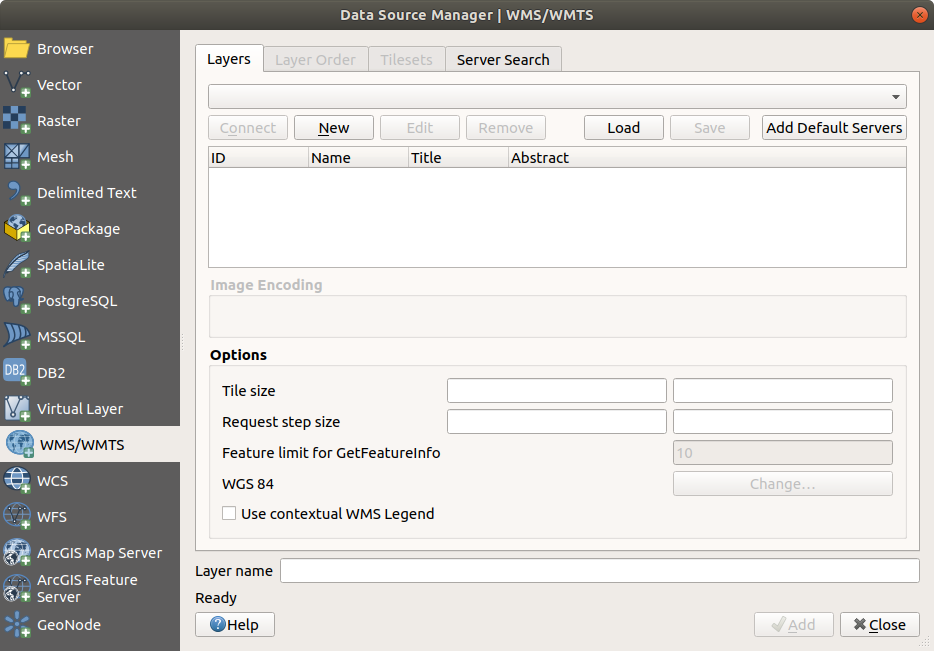 Data Source Manager | WMS/WMTS
Browser
Vector
Raster
Mesh
Delimited Text
GeoPackage
SpatiaLite
PostgreSQL
MSSQL
DB2
DB2
Virtual Layer
WMS/WMTS
WCS
WFS
ArcGIS Map Server
ArcGIS Feature
Server
GeoNode
Layers Layer Order Tilesets Server Search
Connect New Edit Remove Load Save Add Default Servers
ID Name Title Abstract
Image Encoding
Options
Tile size
Request step size
Feature limit for GetFeatureInfo 10
WGS 84 Change…
Use contextual WMS Legend
Layer name
Ready
Help Add Close